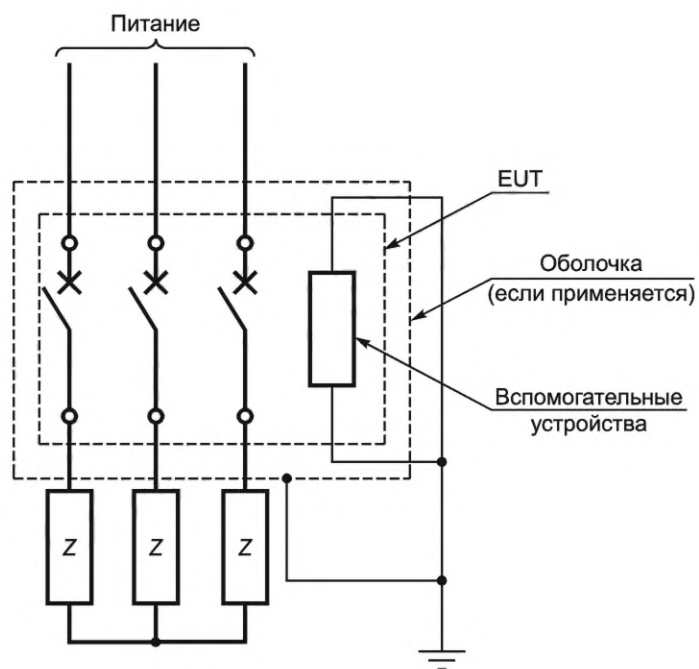 Питание
EUT
Оболочка
(если применяется)
Вспомогательные
устройства
Z Z Z